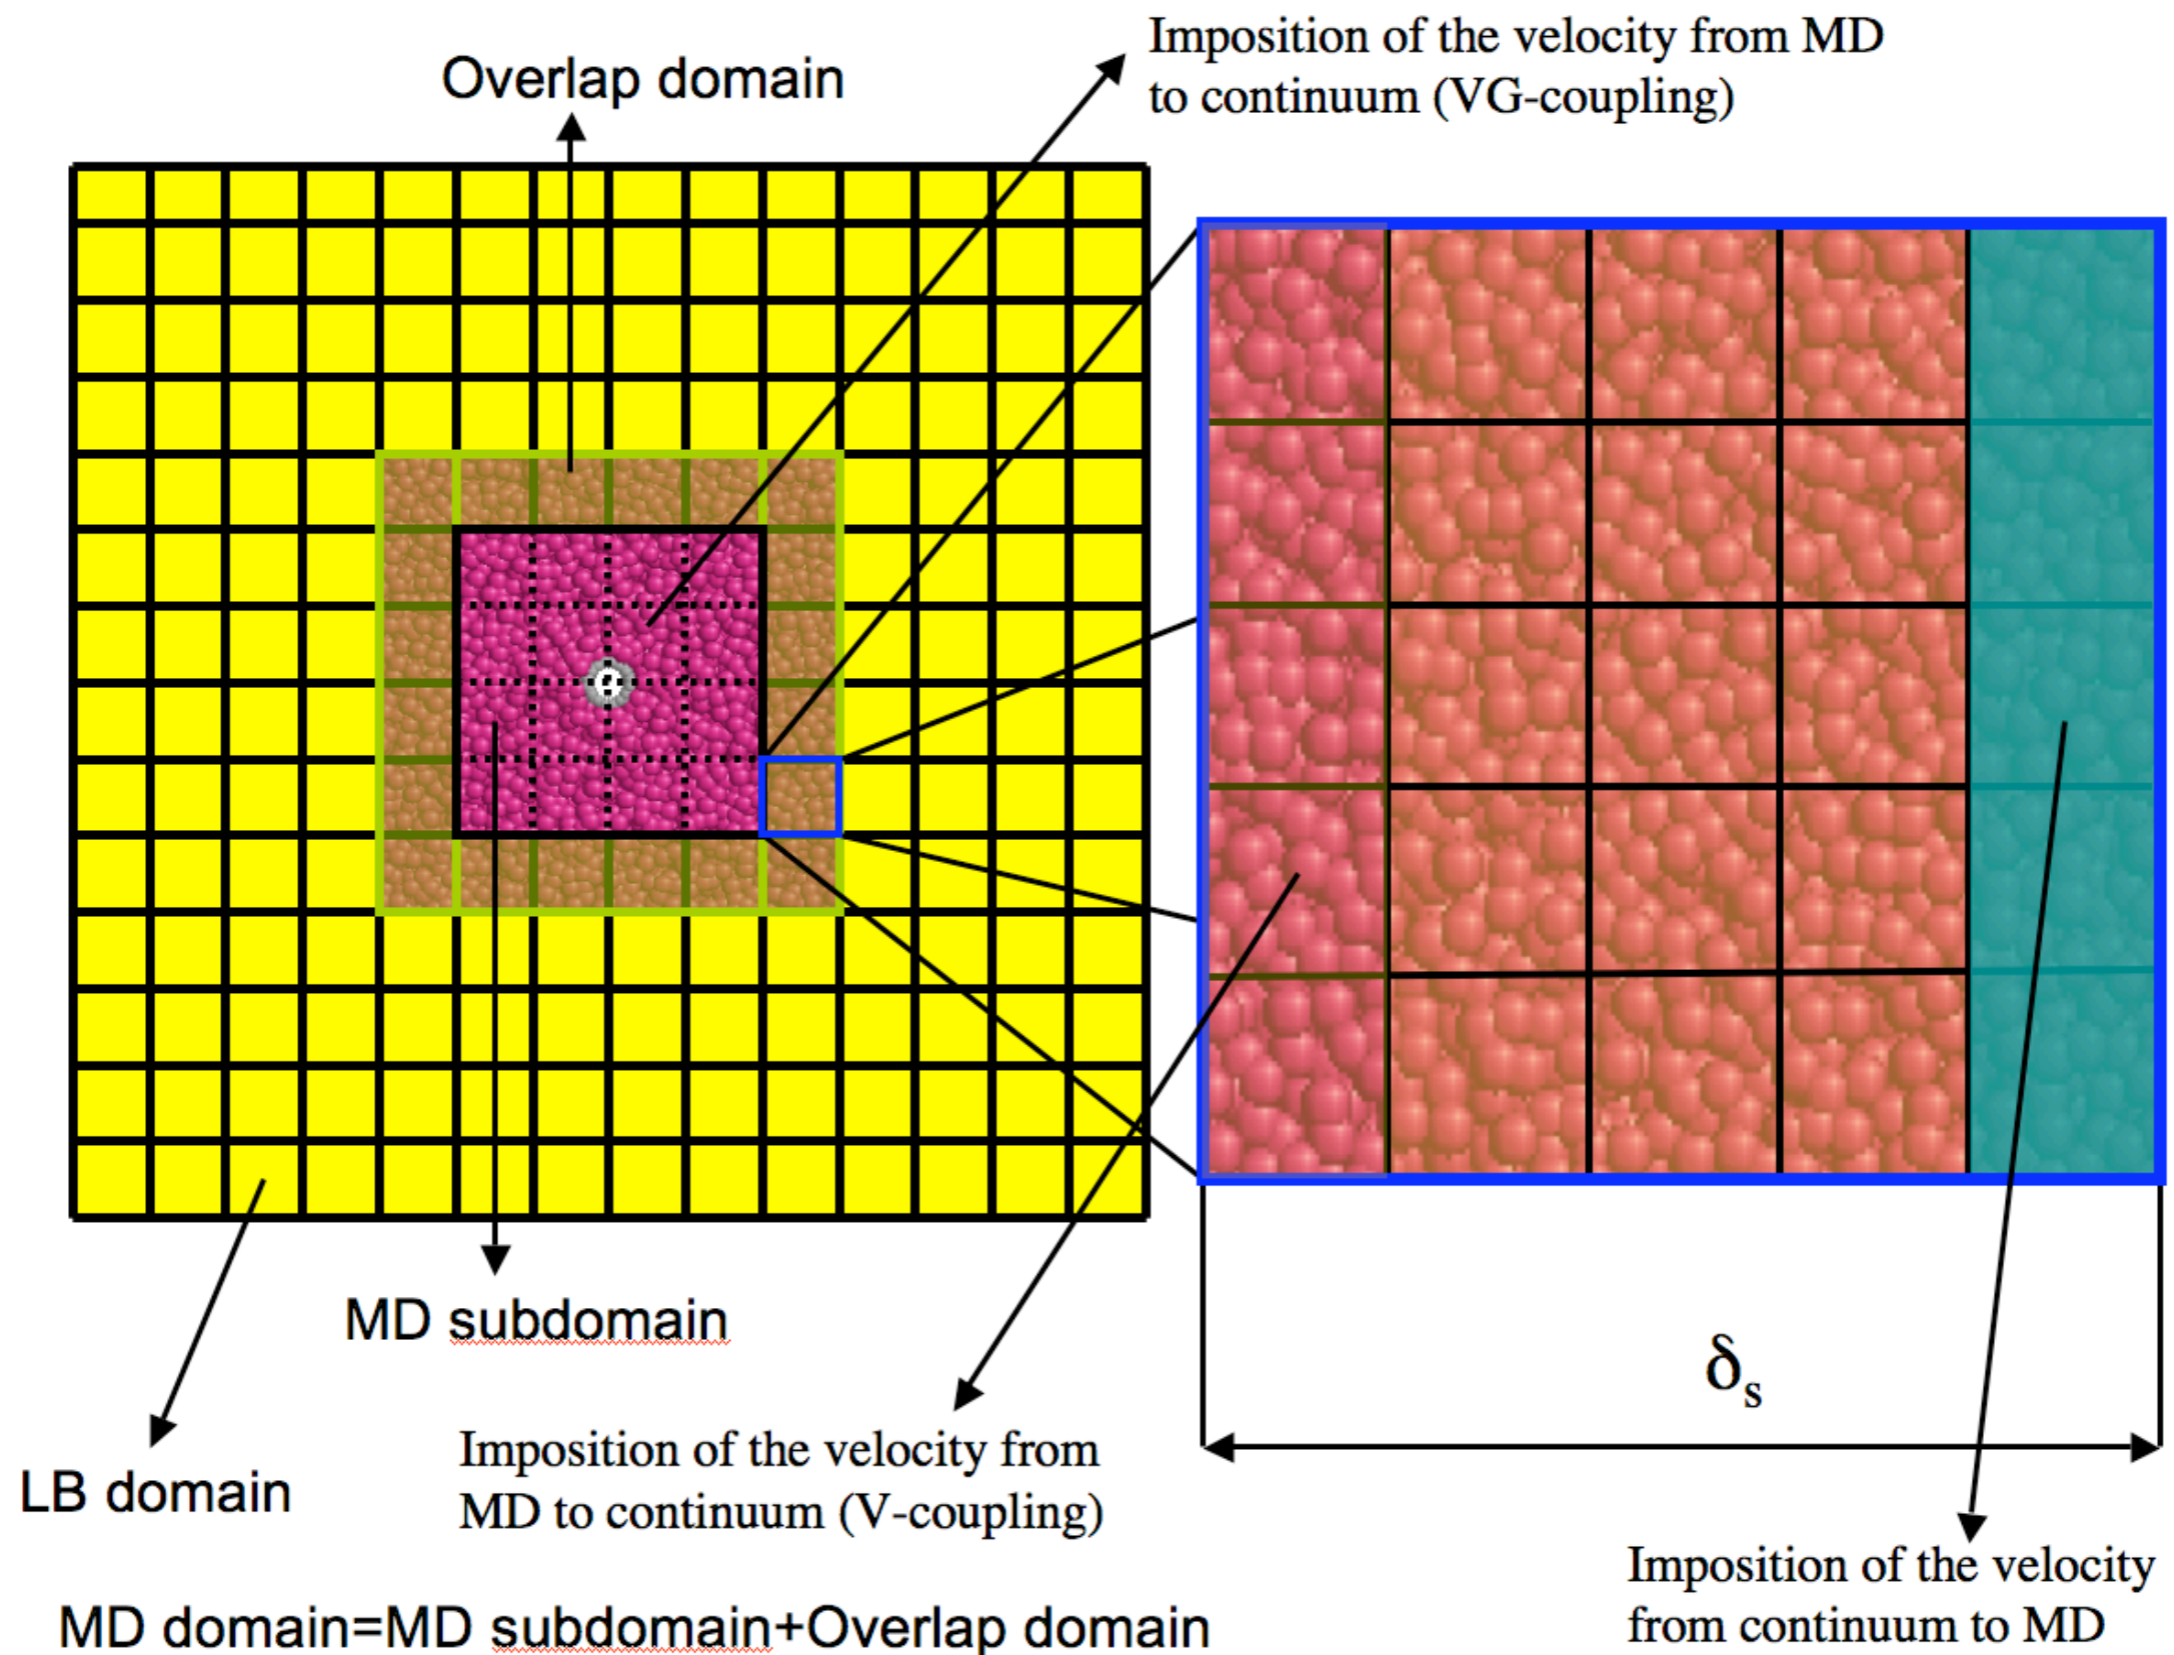 Imposition of the velocity from MD
to continuum (VG-coupling)
Overlap domain
MD subdomain
δs
LB domain
Imposition of the velocity from
MD to continuum (V-coupling)
Imposition of the velocity
from continuum to MD
MD domain=MD subdomain+Overlap domain